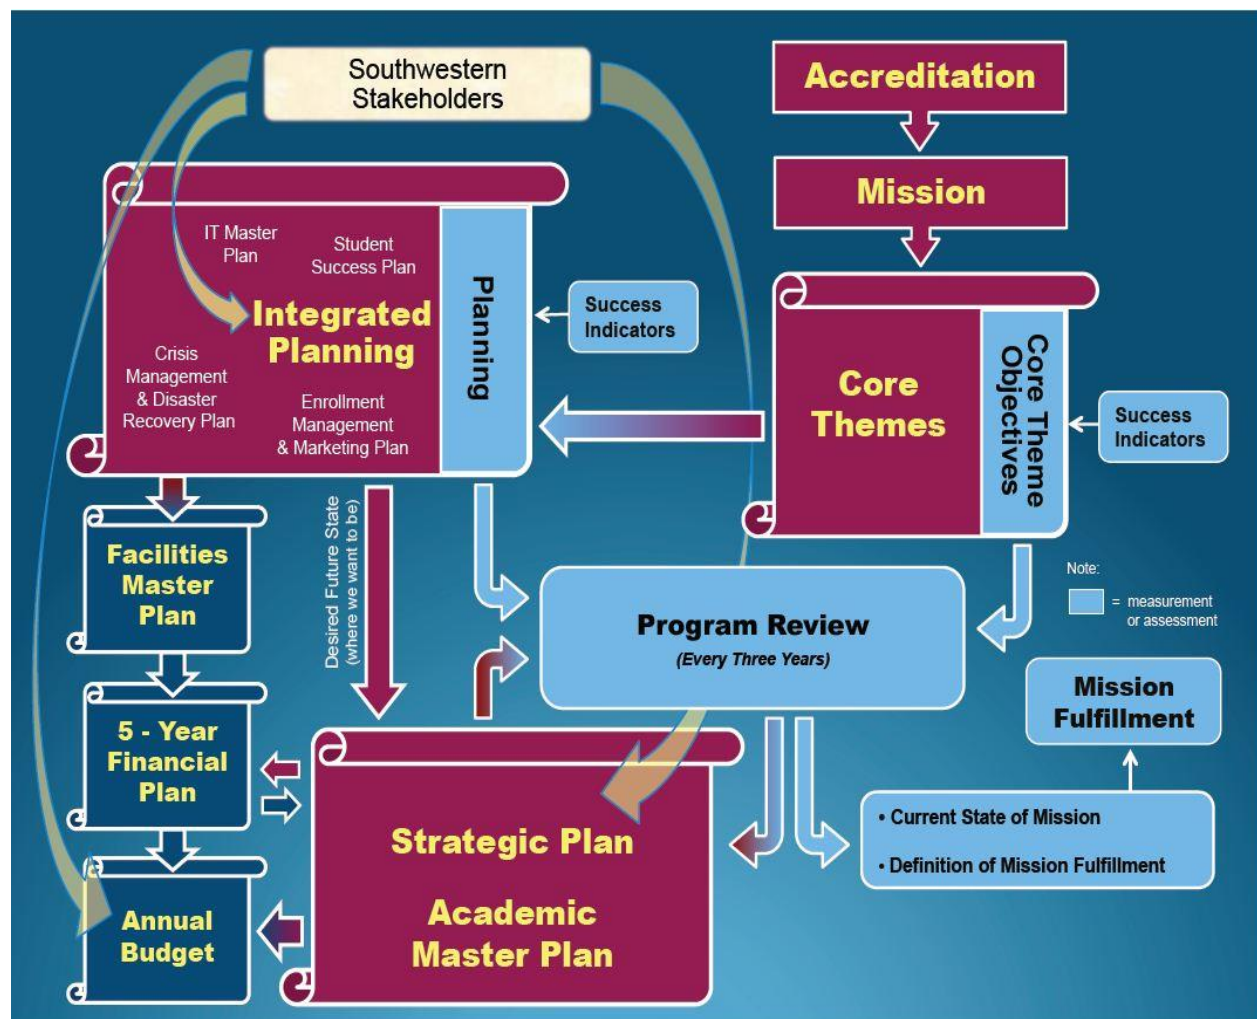 Southwestern
Stakeholders
Accreditation
Mission
IT Master
Plan
Student
Success Plan
Integrated
Planning
Crisis
Management
& Disaster
Recovery Plan
Enrollment
Management
& Marketing Plan
Planning
Success
Indicators
Core
Themes
Core Theme
Objectives
Success
Indicators
Facilities
Master
Plan
Desired Future State
(where we want to be)
Program Review
(Every Three Years)
Note:
= measurement
or assessment
Mission
Fulfillment
5 - Year
Financial
Plan
• Current State of Mission
• Definition of Mission Fulfillment
Strategic Plan
Academic
Master Plan
Annual
Budget